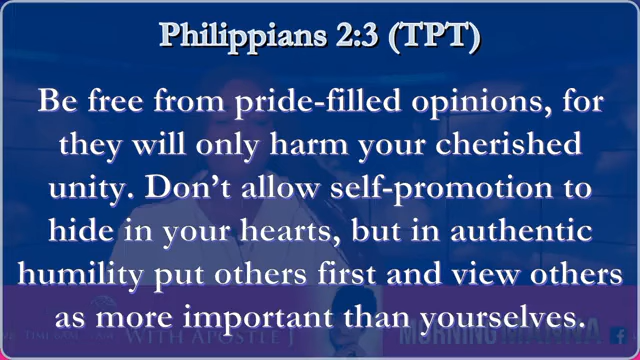 Philippians 2:3 (TPT)
Be free from pride-filled opinions, for
they will only harm your cherished
unity. Don’t allow self-promotion to
hide in your hearts, but in authentic
humility put others first and view others
as more important than yourselves.
WITH APOSTLE J
MORNING MANNA